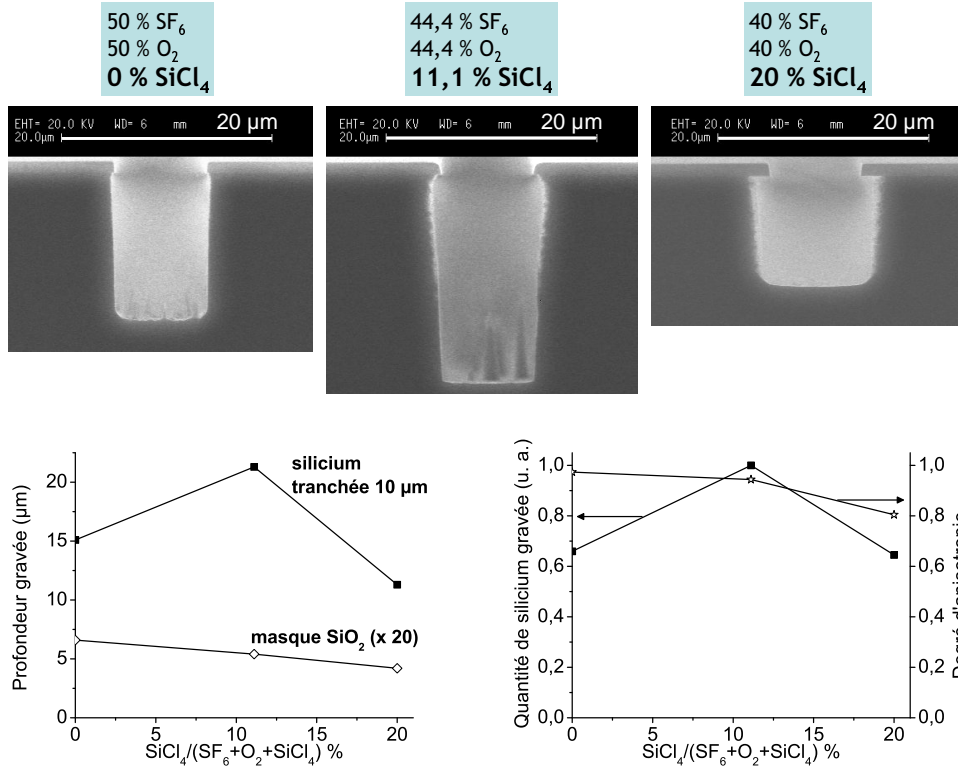 50 % SF₆
50 % O₂
0 % SiCl₄
44,4 % SF₆
44,4 % O₂
11,1 % SiCl₄
40 % SF₆
40 % O₂
20 % SiCl₄
EHT= 20.0 KV WD= 6 mm 20 µm
20.0µm
EHT= 20.0 KV WD= 6 mm 20 µm
20.0µm
EHT= 20.0 KV WD= 6 mm 20 µm
20.0µm
Profondeur gravée (µm)
20
15
10
5
0
silicium
tranchée 10 µm
masque SiO₂ (x 20)
0 5 10 15 20
SiCl₄/(SF₆+O₂+SiCl₄) %
Quantité de silicium gravée (u. a.)
1,0
0,8
0,6
0,4
0,2
0,0
0 5 10 15 20
SiCl₄/(SF₆+O₂+SiCl₄) %
1,0
0,8
0,6
0,4
0,2
0,0
Degré d'anisotropie